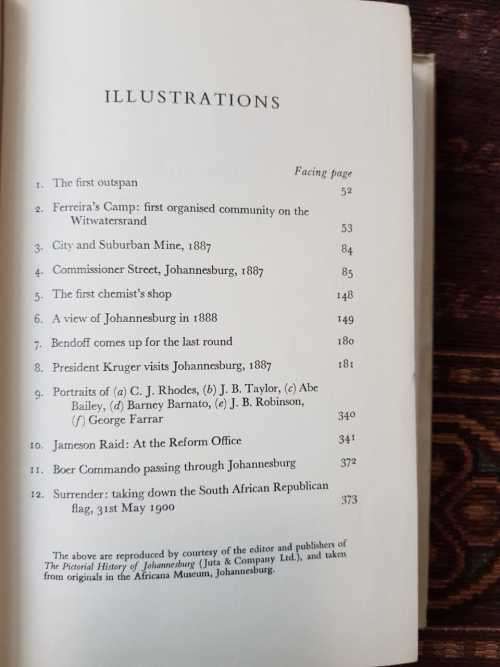 ILLUSTRATIONS
Facing page
1. The first outspan 52
2. Ferreira's Camp: first organised community on the
Witwatersrand 53
3. City and Suburban Mine, 1887 84
4. Commissioner Street, Johannesburg, 1887 85
5. The first chemist's shop 148
6. A view of Johannesburg in 1888 149
7. Bendoff comes up for the last round 180
8. President Kruger visits Johannesburg, 1887 181
9. Portraits of (a) C. J. Rhodes, (b) J. B. Taylor, (c) Abe
Bailey, (d) Barney Barnato, (e) J. B. Robinson,
(f) George Farrar 340
10. Jameson Raid: At the Reform Office 341
11. Boer Commando passing through Johannesburg 372
12. Surrender: taking down the South African Republican
flag, 31st May 1900 373
The above are reproduced by courtesy of the editor and publishers of
The Pictorial History of Johannesburg (Juta & Company Ltd.), and taken
from originals in the Africana Museum, Johannesburg.